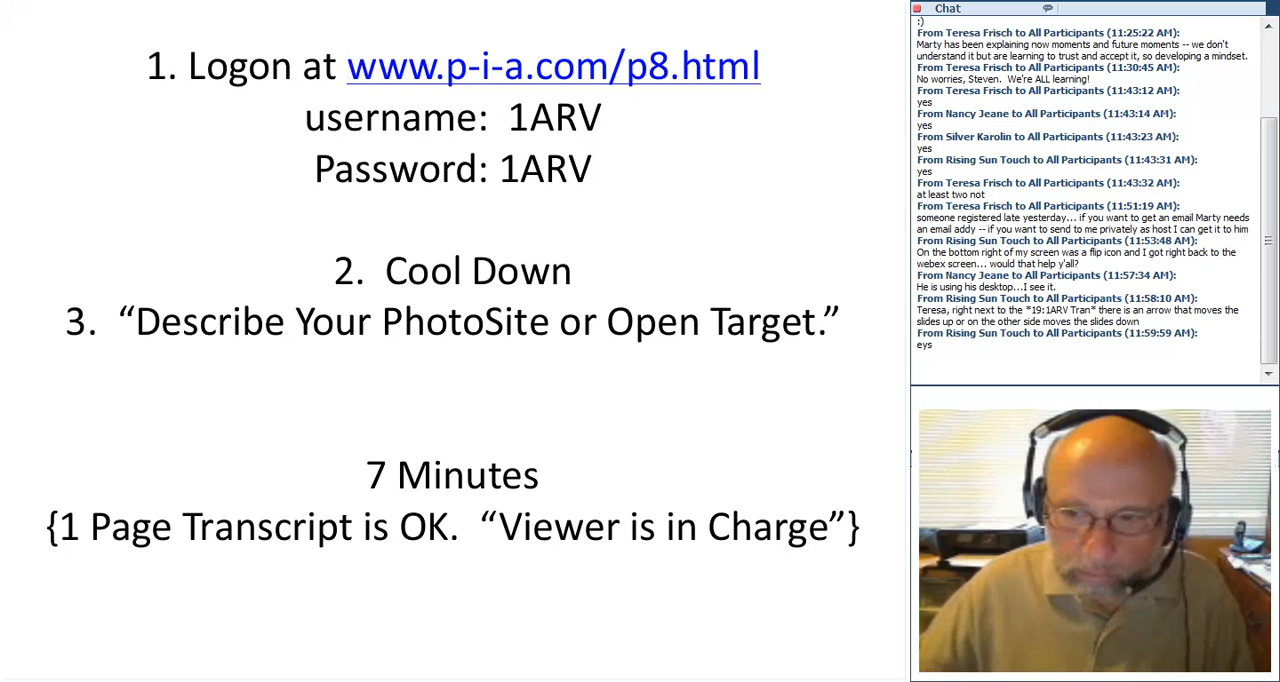 1. Logon at www.p-i-a.com/p8.html
username: 1ARV
Password: 1ARV
2. Cool Down
3. “Describe Your PhotoSite or Open Target.”
7 Minutes
{1 Page Transcript is OK. “Viewer is in Charge”}
Chat
:)
From Teresa Frisch to All Participants (11:25:22 AM):
Marty has been explaining now moments and future moments -- we don't
understand it but are learning to trust and accept it, so developing a mindset.
From Teresa Frisch to All Participants (11:30:45 AM):
No worries, Steven. We're ALL learning!
From Teresa Frisch to All Participants (11:43:12 AM):
yes
From Nancy Jeane to All Participants (11:43:14 AM):
yes
From Silver Karolin to All Participants (11:43:23 AM):
yes
From Rising Sun Touch to All Participants (11:43:31 AM):
yes
From Teresa Frisch to All Participants (11:43:32 AM):
at least two not
From Teresa Frisch to All Participants (11:51:19 AM):
someone registered late yesterday... if you want to get an email Marty needs
an email addy -- if you want to send to me privately as host I can get it to him
From Rising Sun Touch to All Participants (11:53:48 AM):
On the bottom right of my screen was a flip icon and I got right back to the
webex screen... would that help y'all?
From Nancy Jeane to All Participants (11:57:34 AM):
He is using his desktop...I see it.
From Rising Sun Touch to All Participants (11:58:10 AM):
Teresa, right next to the *19:1ARV Tran* there is an arrow that moves the
slides up or on the other side moves the slides down
From Rising Sun Touch to All Participants (11:59:59 AM):
eys